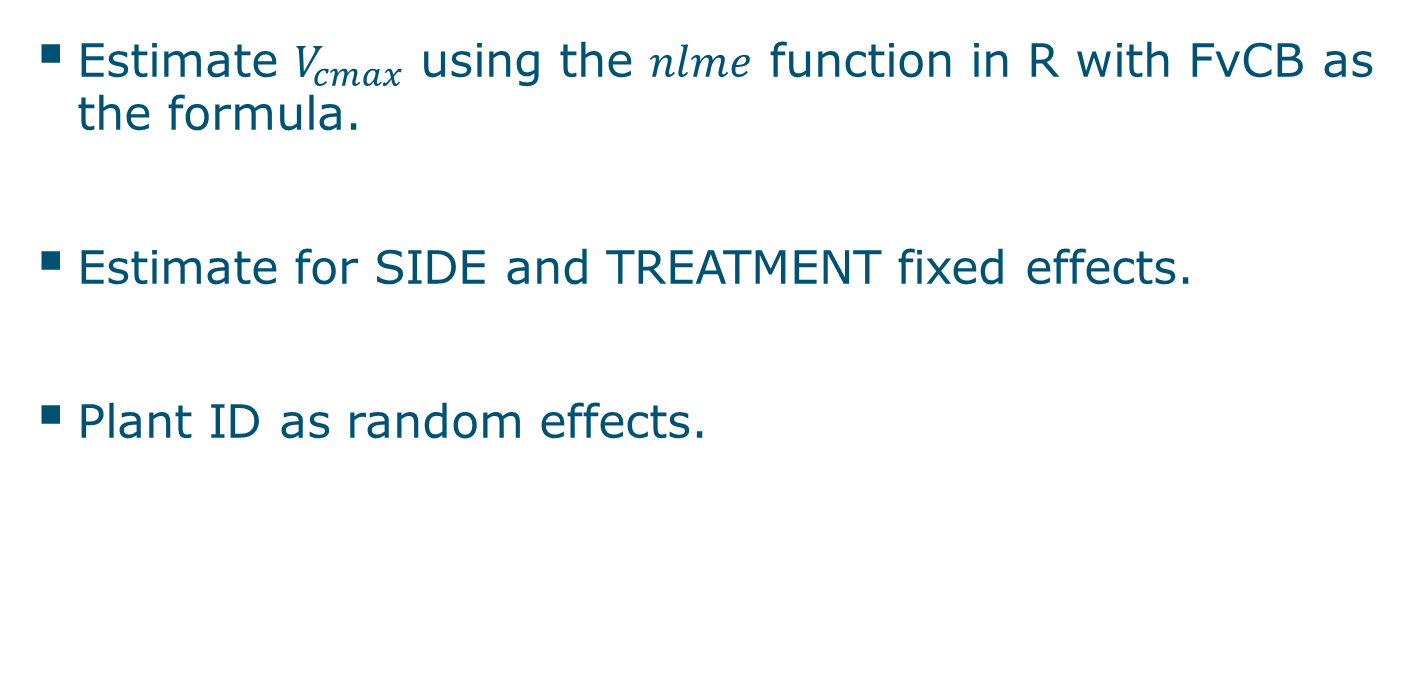 ▪ Estimate 𝑉𝑐𝑚𝑎𝑥 using the 𝑛𝑙𝑚𝑒 function in R with FvCB as
the formula.
▪ Estimate for SIDE and TREATMENT fixed effects.
▪ Plant ID as random effects.